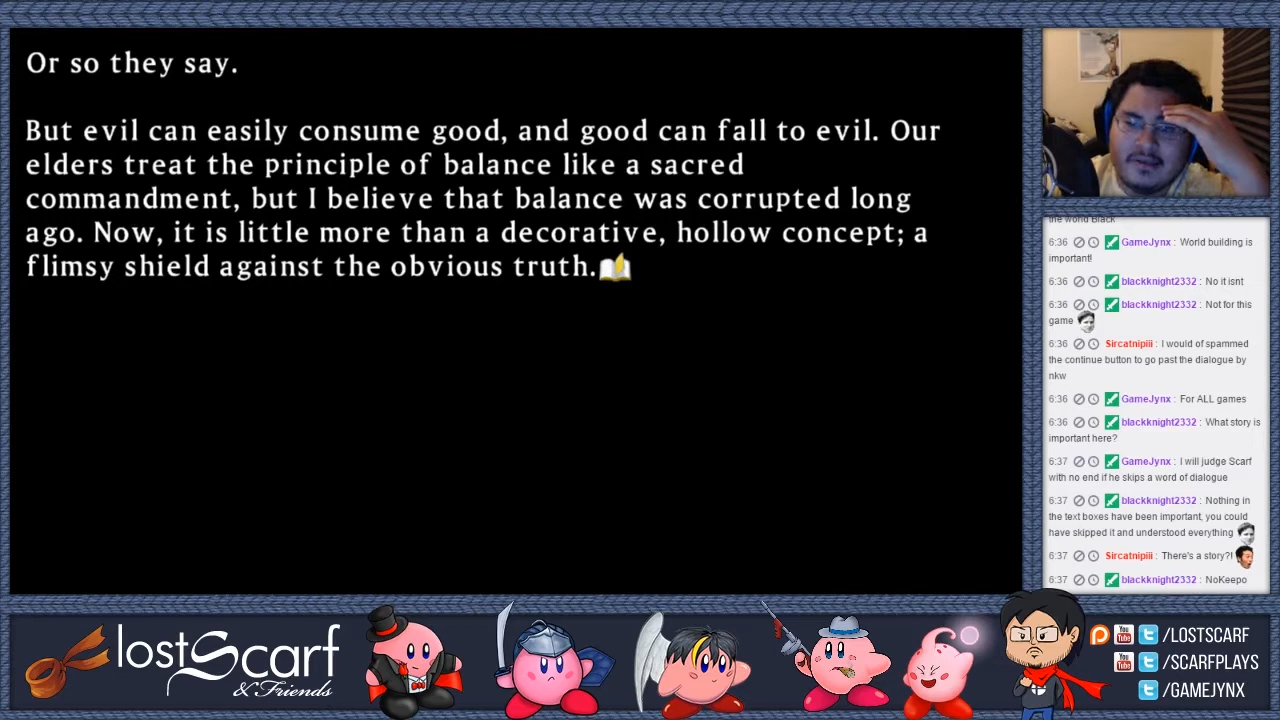 Or so they say.
But evil can easily consume good, and good can fall to evil. Our
elders treat the principle of balance like a sacred
commandment, but I believe that balance was corrupted long
ago. Now, it is little more than a decorative, hollow concept; a
flimsy shield against the obvious truth.
the world Black
6:36 GameJynx : World building is
important!
6:36 blackknight2332 : No it isnt
6:36 blackknight2332 : Not for this
game
6:36 Sircatnipiii : I would of spammed
the continue button to go past the dialogue by
nkw
6:36 GameJynx : For ALL games
6:36 blackknight2332 : What story is
important here?
6:37 GameJynx : I will judge Scarf
with no end if he skips a word of dialogue
6:37 blackknight2332 : Nothing in
the text boxes have been important, you could
have skipped it and understood everything
6:37 Sircatnipiii : There's a story?!
6:37 blackknight2332 : NoKeepo
lostScarf
& Friends
You Tube /LOSTSCARF
You Tube /SCARFPLAYS
/GAMEJYNX